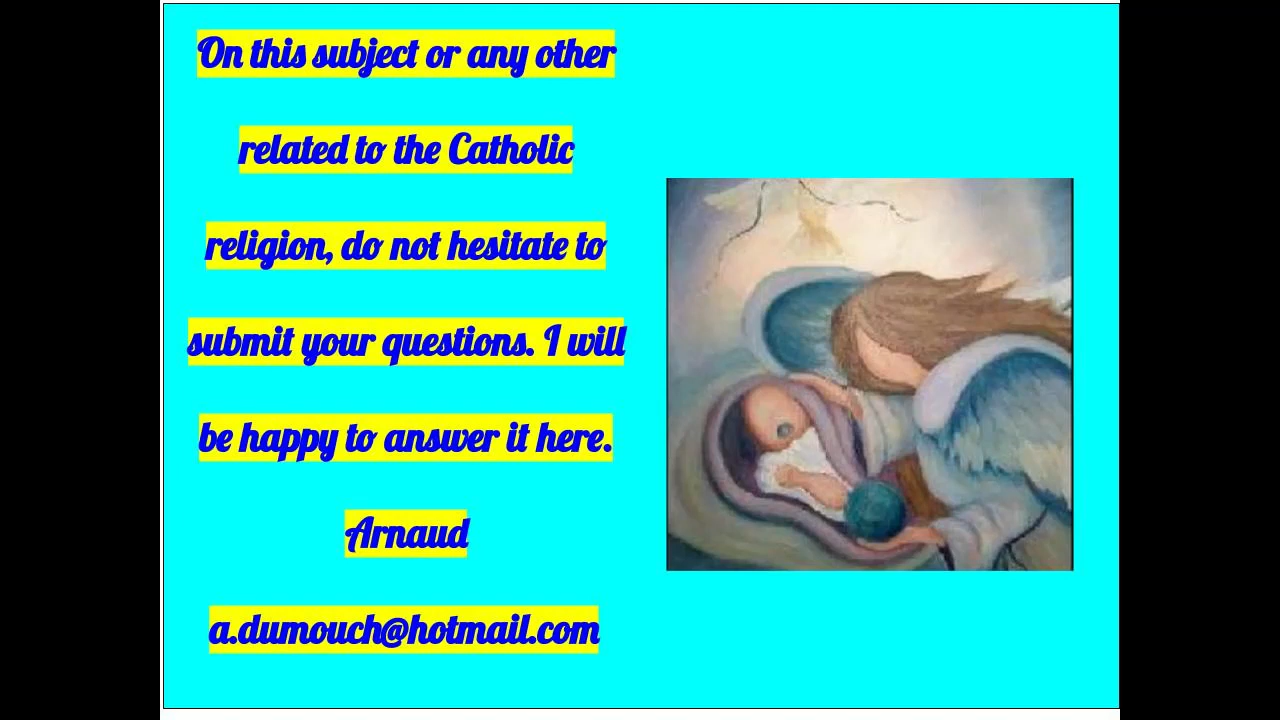 On this subject or any other
related to the Catholic
religion, do not hesitate to
submit your questions. I will
be happy to answer it here.
Arnaud
a.dumouch@hotmail.com